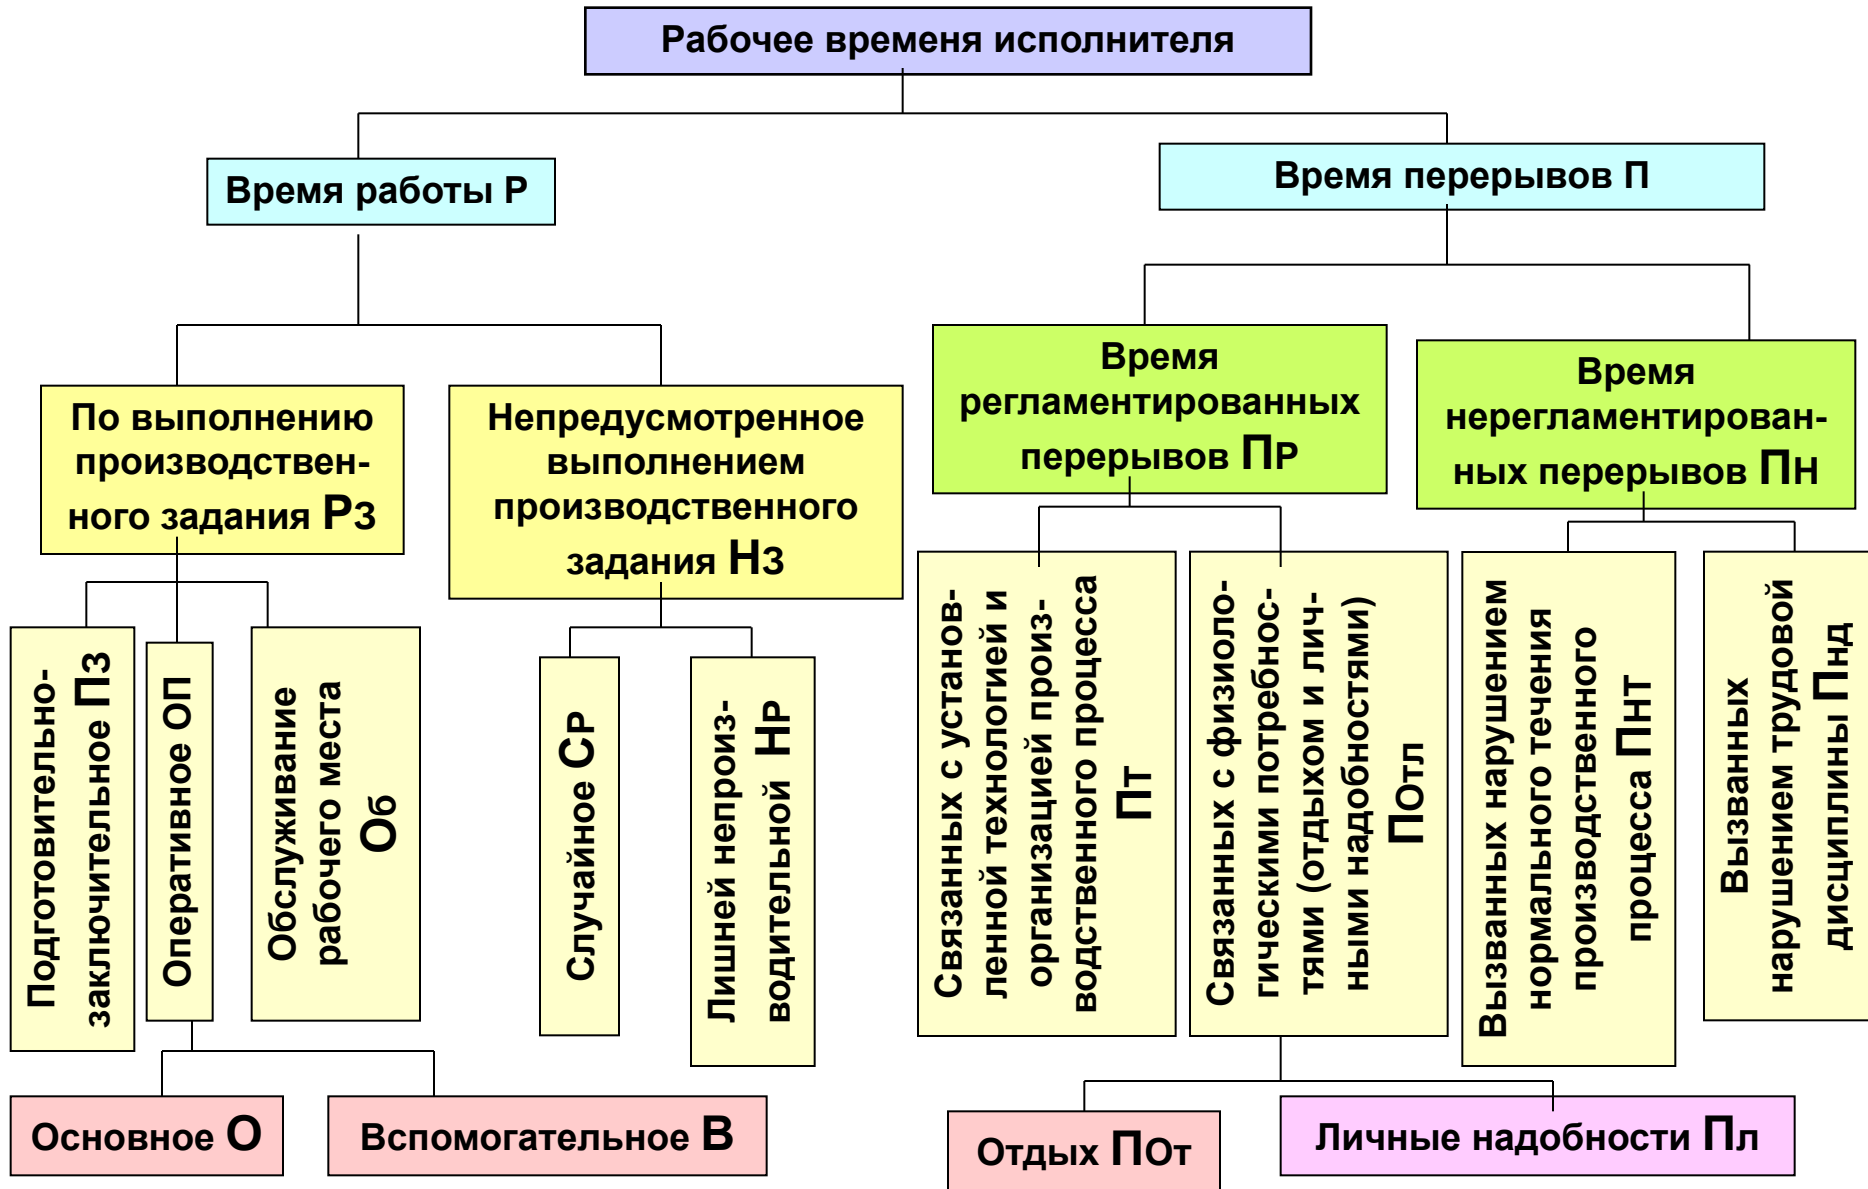 Рабочее временя исполнителя
Время работы Р
Время перерывов П
По выполнению
производствен-
ного задания Рз
Непредусмотренное
выполнением
производственного
задания Нз
Время
регламентированных
перерывов Пр
Время
нерегламентирован-
ных перерывов Пн
Подготовительно-
заключительное Пз
Оперативное ОП
Обслуживание
рабочего места
Об
Случайное Ср
Лишней непроиз-
водительной Нр
Связанных с установ-
ленной технологией и
организацией произ-
водственного процесса
Пт
Связанных с физиоло-
гическими потребнос-
тями (отдыхом и лич-
ными надобностями)
ПОтл
Вызванных нарушением
нормального течения
производственного
процесса Пнт
Вызванных
нарушением трудовой
дисциплины Пнд
Основное О
Вспомогательное В
Отдых ПОт
Личные надобности Пл